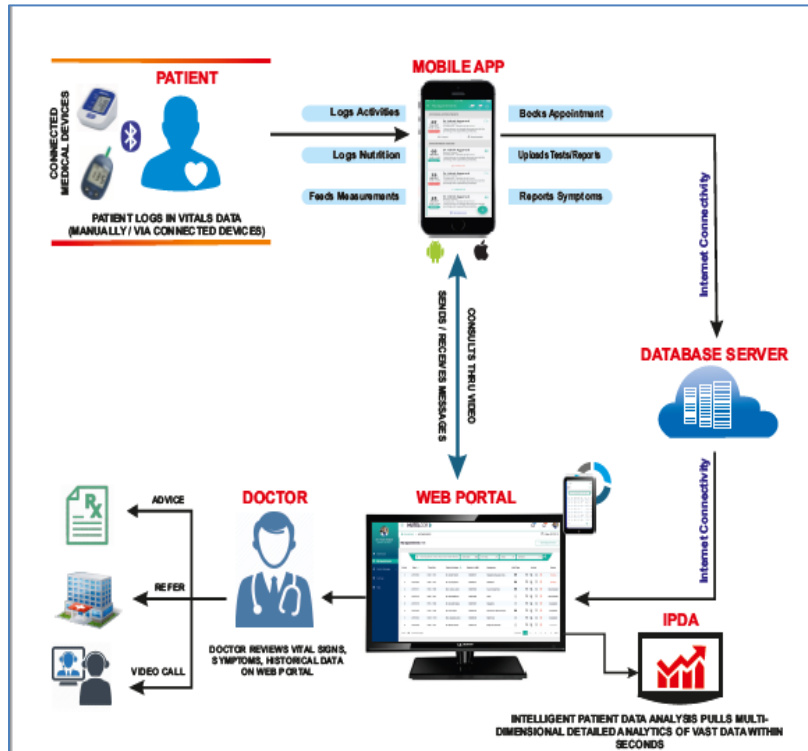 PATIENT
CONNECTED
MEDICAL DEVICES
PATIENT LOGS IN VITALS DATA
(MANUALLY / VIA CONNECTED DEVICES)
MOBILE APP
Logs Activities
Logs Nutrition
Feeds Measurements
Books Appointment
Uploads Tests/Reports
Reports Symptoms
Internet Connectivity
DATABASE SERVER
Internet Connectivity
SENDS / RECEIVES MESSAGES
CONSULTS THRU VIDEO
WEB PORTAL
DOCTOR
DOCTOR REVIEWS VITAL SIGNS,
SYMPTOMS, HISTORICAL DATA
ON WEB PORTAL
ADVICE
REFER
VIDEO CALL
RX
IPDA
INTELLIGENT PATIENT DATA ANALYSIS PULLS MULTI-
DIMENSIONAL DETAILED ANALYTICS OF VAST DATA WITHIN
SECONDS